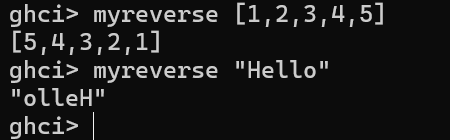 ghci> myreverse [1,2,3,4,5]
[5,4,3,2,1]
ghci> myreverse "Hello"
"olleH"
ghci>